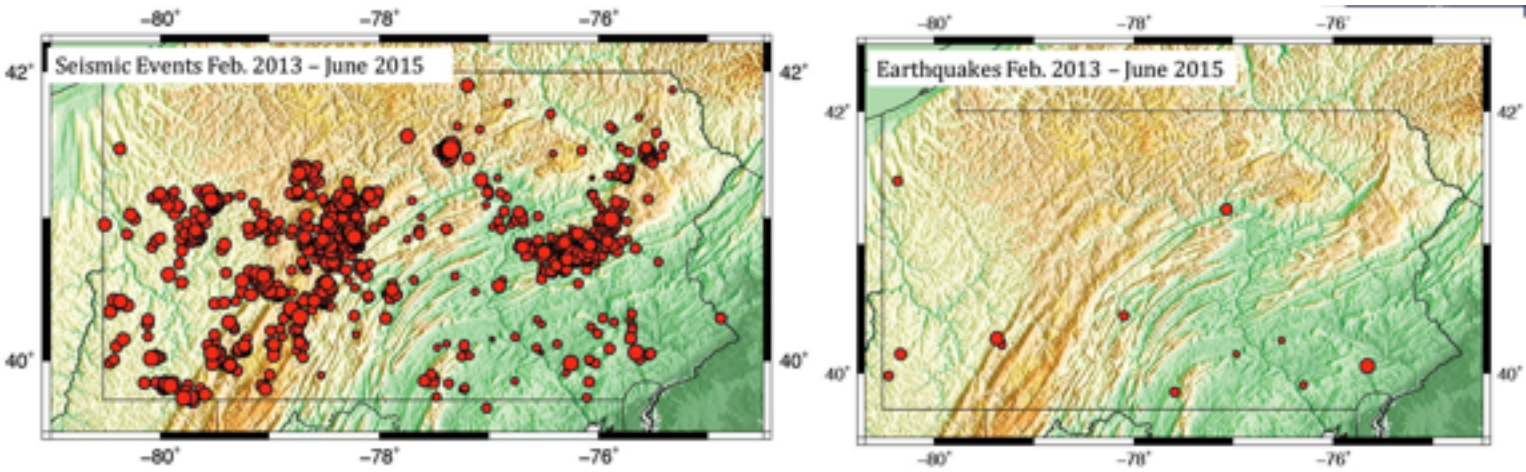 −80˚ −78˚ −76˚ −80˚ −78˚ −76˚
Seismic Events Feb. 2013 – June 2015
Earthquakes Feb. 2013 – June 2015
42˚ 42˚ 42˚ 42˚
40˚ 40˚ 40˚ 40˚
−80˚ −78˚ −76˚ −80˚ −78˚ −76˚